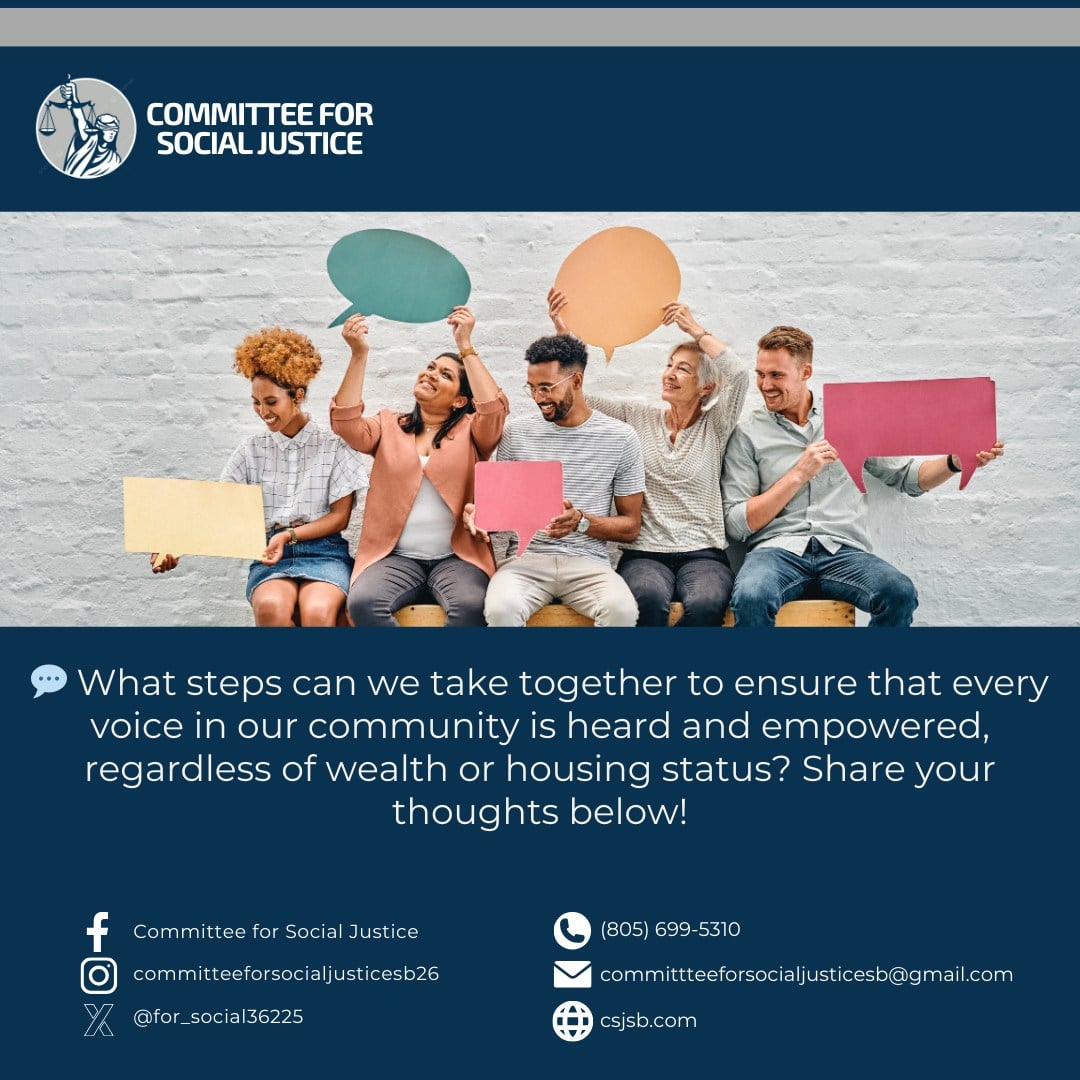 COMMITTEE FOR
SOCIAL JUSTICE
💬 What steps can we take together to ensure that every
voice in our community is heard and empowered,
regardless of wealth or housing status? Share your
thoughts below!
Committee for Social Justice
committeeforsocialjusticesb26
@for_social36225
(805) 699-5310
committteeforsocialjusticesb@gmail.com
csjsb.com